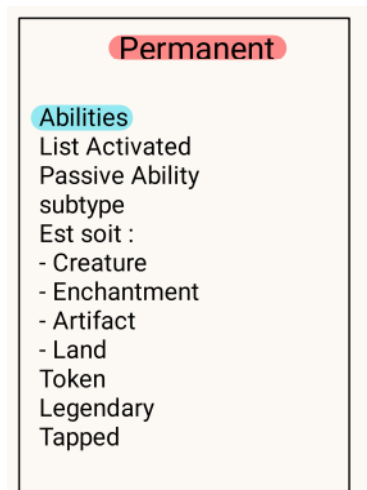 Permanent
Abilities
List Activated
Passive Ability
subtype
Est soit :
- Creature
- Enchantment
- Artifact
- Land
Token
Legendary
Tapped